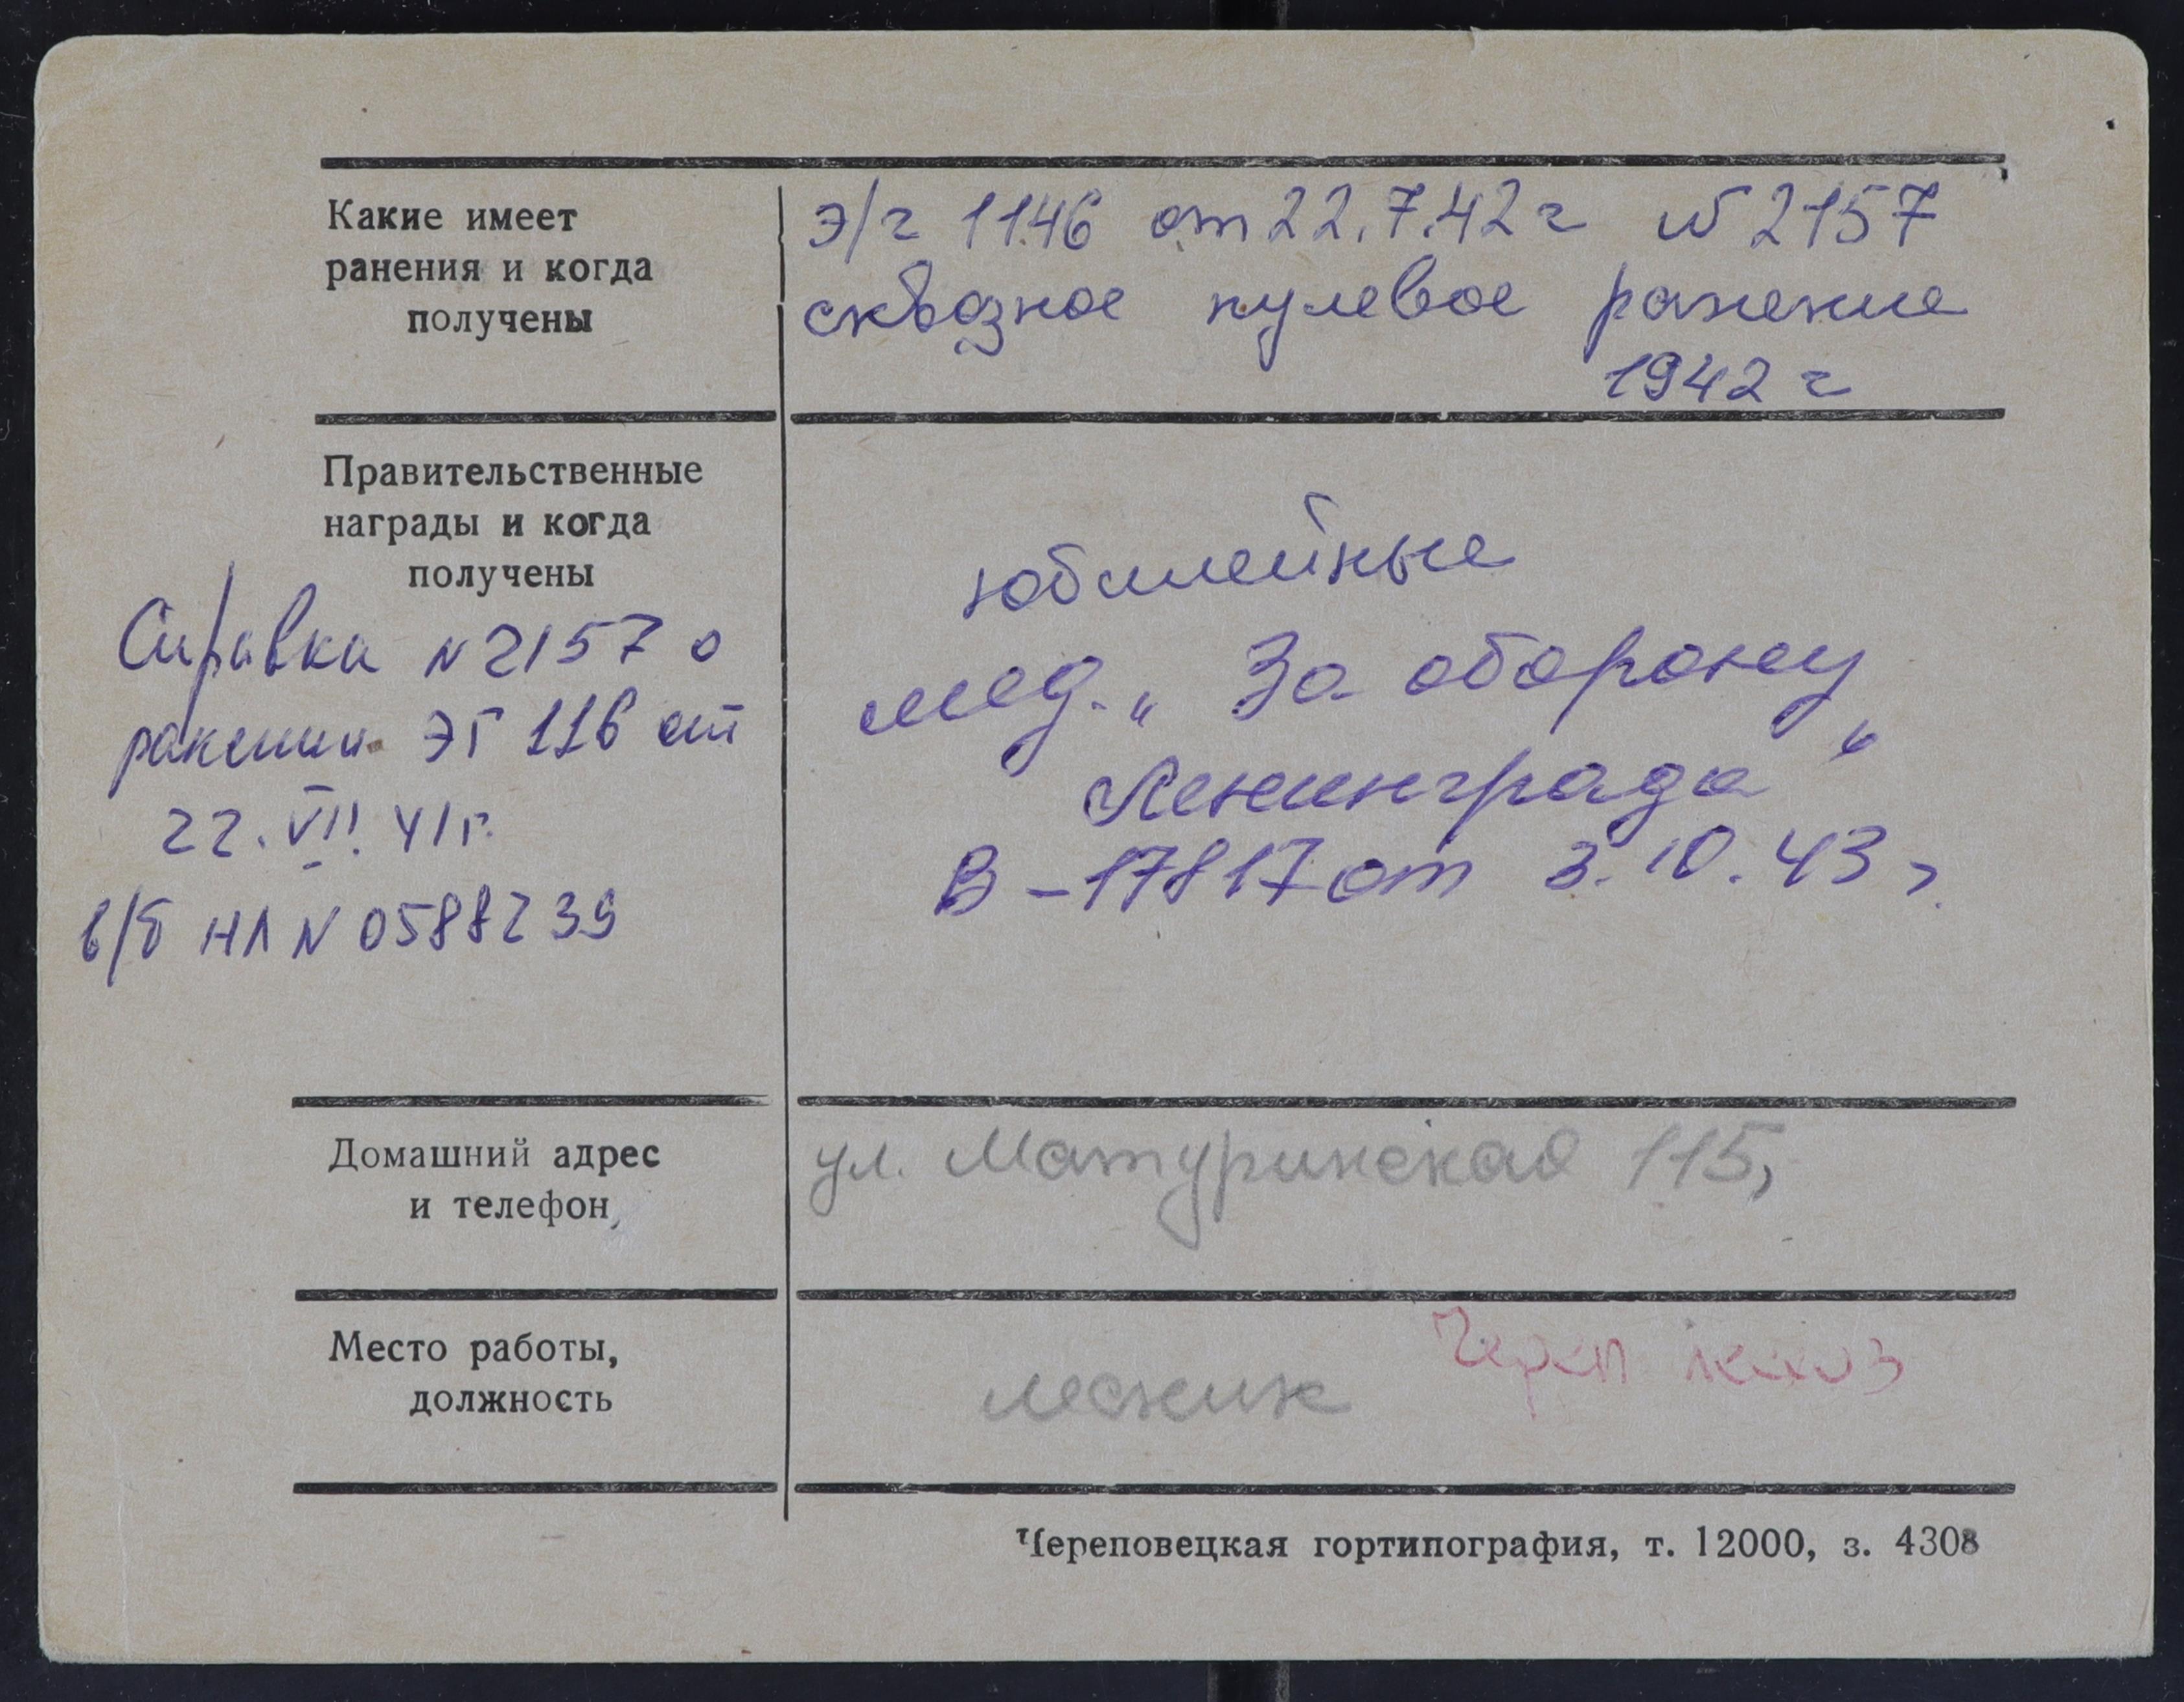 Какие имеет
ранения и когда
получены
э/г 1146 от 22.7.42 г N 2157
сквозное пулевое ранение
1942 г
Правительственные
награды и когда
получены
Справка N 2157 о
ранении ЭГ 116 от
22. VII. 41 г.
в/б НЛ N 0588239
юбилейные
мед. „За оборону
Ленинграда"
В - 17817 от 3.10.43 г.
Домашний адрес
и телефон
ул. Матуринская 115,
Место работы,
должность
Череп
Череповецкая гортипография, т. 12000, з. 4308